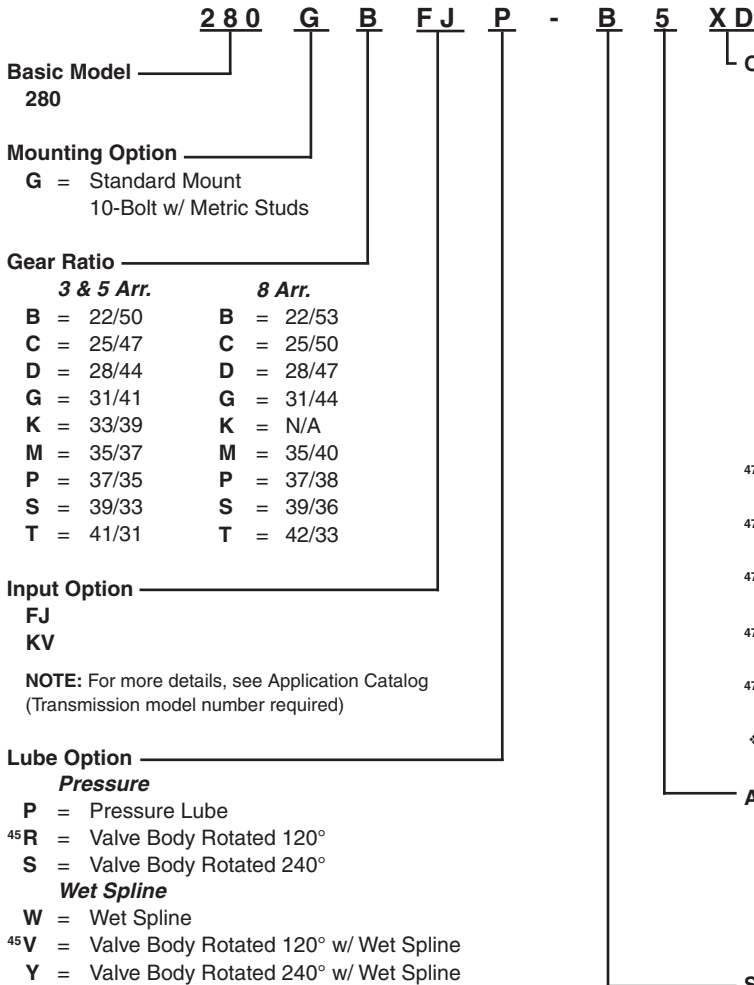 280 G B FJ P - B 5 XD
Basic Model
280
Mounting Option
G = Standard Mount
10-Bolt w/ Metric Studs
Gear Ratio
3 & 5 Arr. 8 Arr.
B = 22/50 B = 22/53
C = 25/47 C = 25/50
D = 28/44 D = 28/47
G = 31/41 G = 31/44
K = 33/39 K = N/A
M = 35/37 M = 35/40
P = 37/35 P = 37/38
S = 39/33 S = 39/36
T = 41/31 T = 42/33
Input Option
FJ
KV
NOTE: For more details, see Application Catalog
(Transmission model number required)
Lube Option
Pressure
P = Pressure Lube
45R = Valve Body Rotated 120°
S = Valve Body Rotated 240°
Wet Spline
W = Wet Spline
45V = Valve Body Rotated 120° w/ Wet Spline
Y = Valve Body Rotated 240° w/ Wet Spline
47
47
47
47
47
A
S